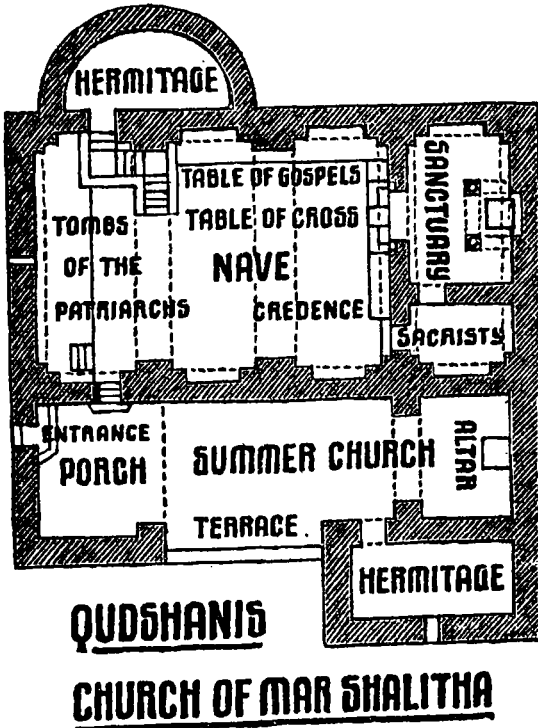 HERMITAGE
TABLE OF GOSPELS
TABLE OF CROSS
TOMBS
OF THE
PATRIARCHS
NAVE
CREDENCE
SANCTUARY
SACRISTY
ENTRANCE
PORCH
SUMMER CHURCH
ALTAR
TERRACE.
HERMITAGE
QUDSHANIS
CHURCH OF MAR SHALITHA